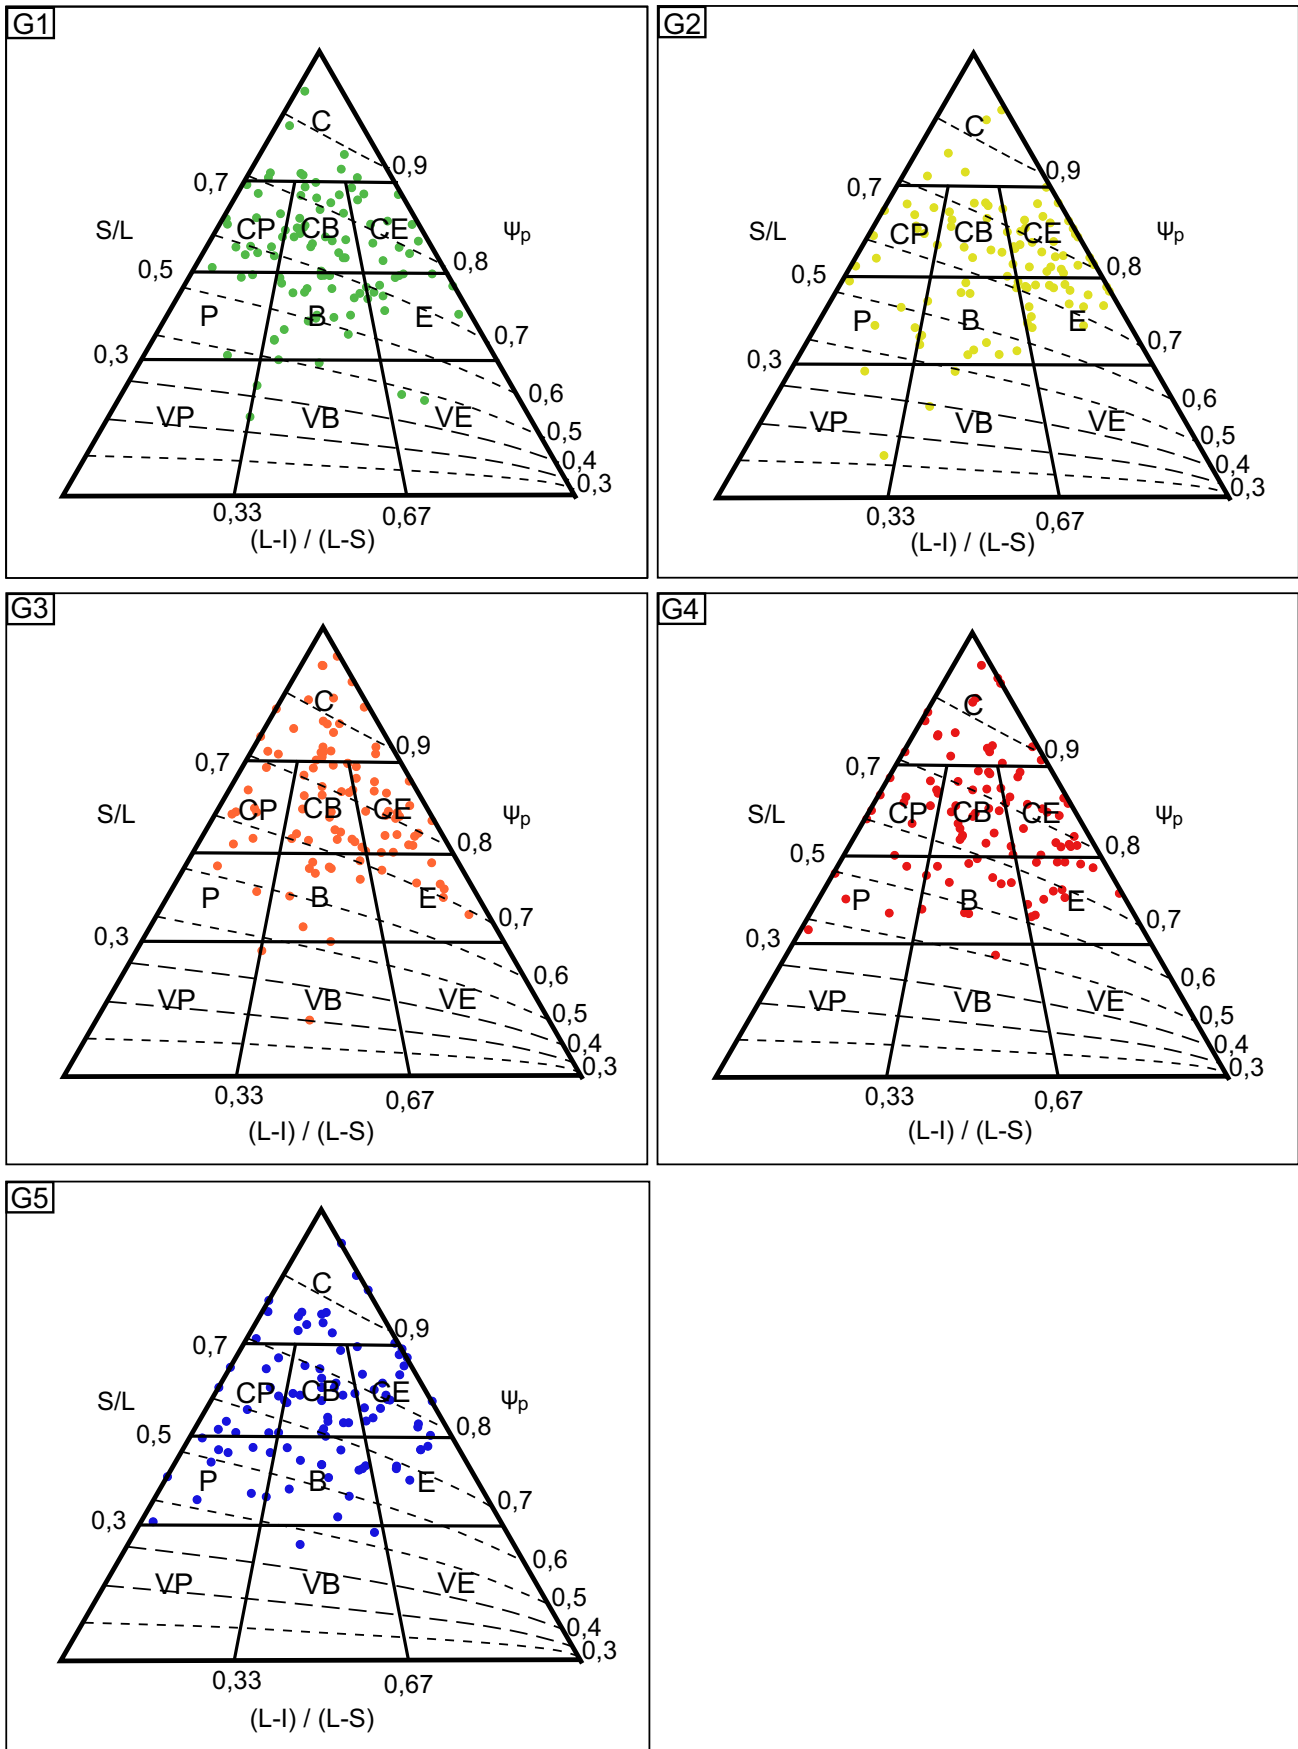 G1
C
0,9
0,7
S/L
CP
CB
CE
Ψp
0,8
0,5
P
B
E
0,7
0,3
0,6
VP
VB
VE
0,5
0,4
0,3
0,33
0,67
(L-I) / (L-S)
G2
C
0,9
0,7
S/L
CP
CB
CE
Ψp
0,8
0,5
P
B
E
0,7
0,3
0,6
VP
VB
VE
0,5
0,4
0,3
0,33
0,67
(L-I) / (L-S)
G3
C
0,9
0,7
S/L
CP
CB
CE
Ψp
0,8
0,5
P
B
E
0,7
0,3
0,6
VP
VB
VE
0,5
0,4
0,3
0,33
0,67
(L-I) / (L-S)
G4
C
0,9
0,7
S/L
CP
CB
CE
Ψp
0,8
0,5
P
B
E
0,7
0,3
0,6
VP
VB
VE
0,5
0,4
0,3
0,33
0,67
(L-I) / (L-S)
G5
C
0,9
0,7
S/L
CP
CB
CE
Ψp
0,8
0,5
P
B
E
0,7
0,3
0,6
VP
VB
VE
0,5
0,4
0,3
0,33
0,67
(L-I) / (L-S)